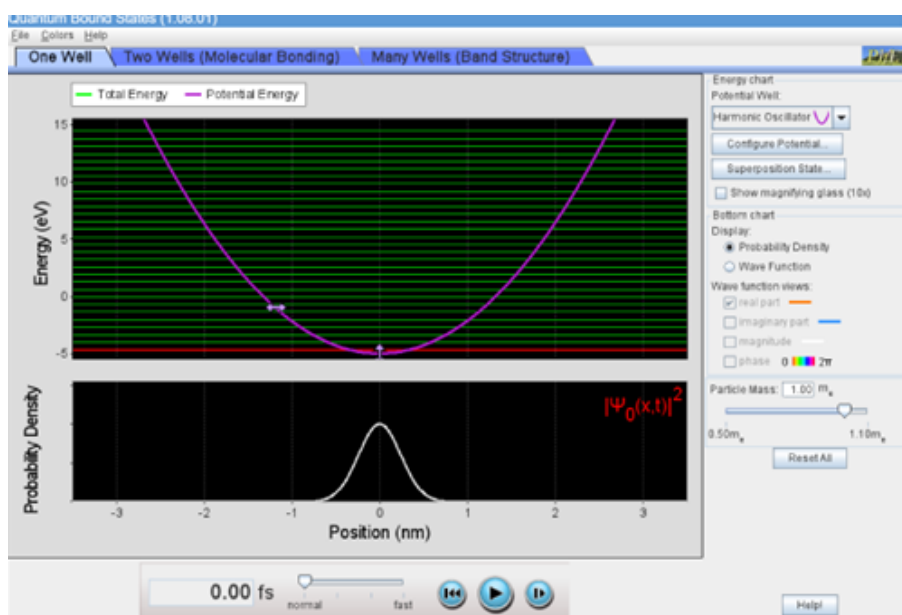 Quantum Bound States (1.08.01)
File Colors Help
One Well Two Wells (Molecular Bonding) Many Wells (Band Structure)
Total Energy Potential Energy
Energy (eV)
15
10
5
0
-5
Probability Density
|Ψ₀(x,t)|²
-3 -2 -1 0 1 2 3
Position (nm)
Energy chart
Potential Well:
Harmonic Oscillator
Configure Potential...
Superposition State...
Show magnifying glass (10x)
Bottom chart
Display:
Probability Density
Wave Function
Wave function views:
real part
imaginary part
magnitude
phase 0 2π
Particle Mass: 1.00 mₑ
0.50mₑ 1.10mₑ
Reset All
0.00 fs
normal fast
Help!